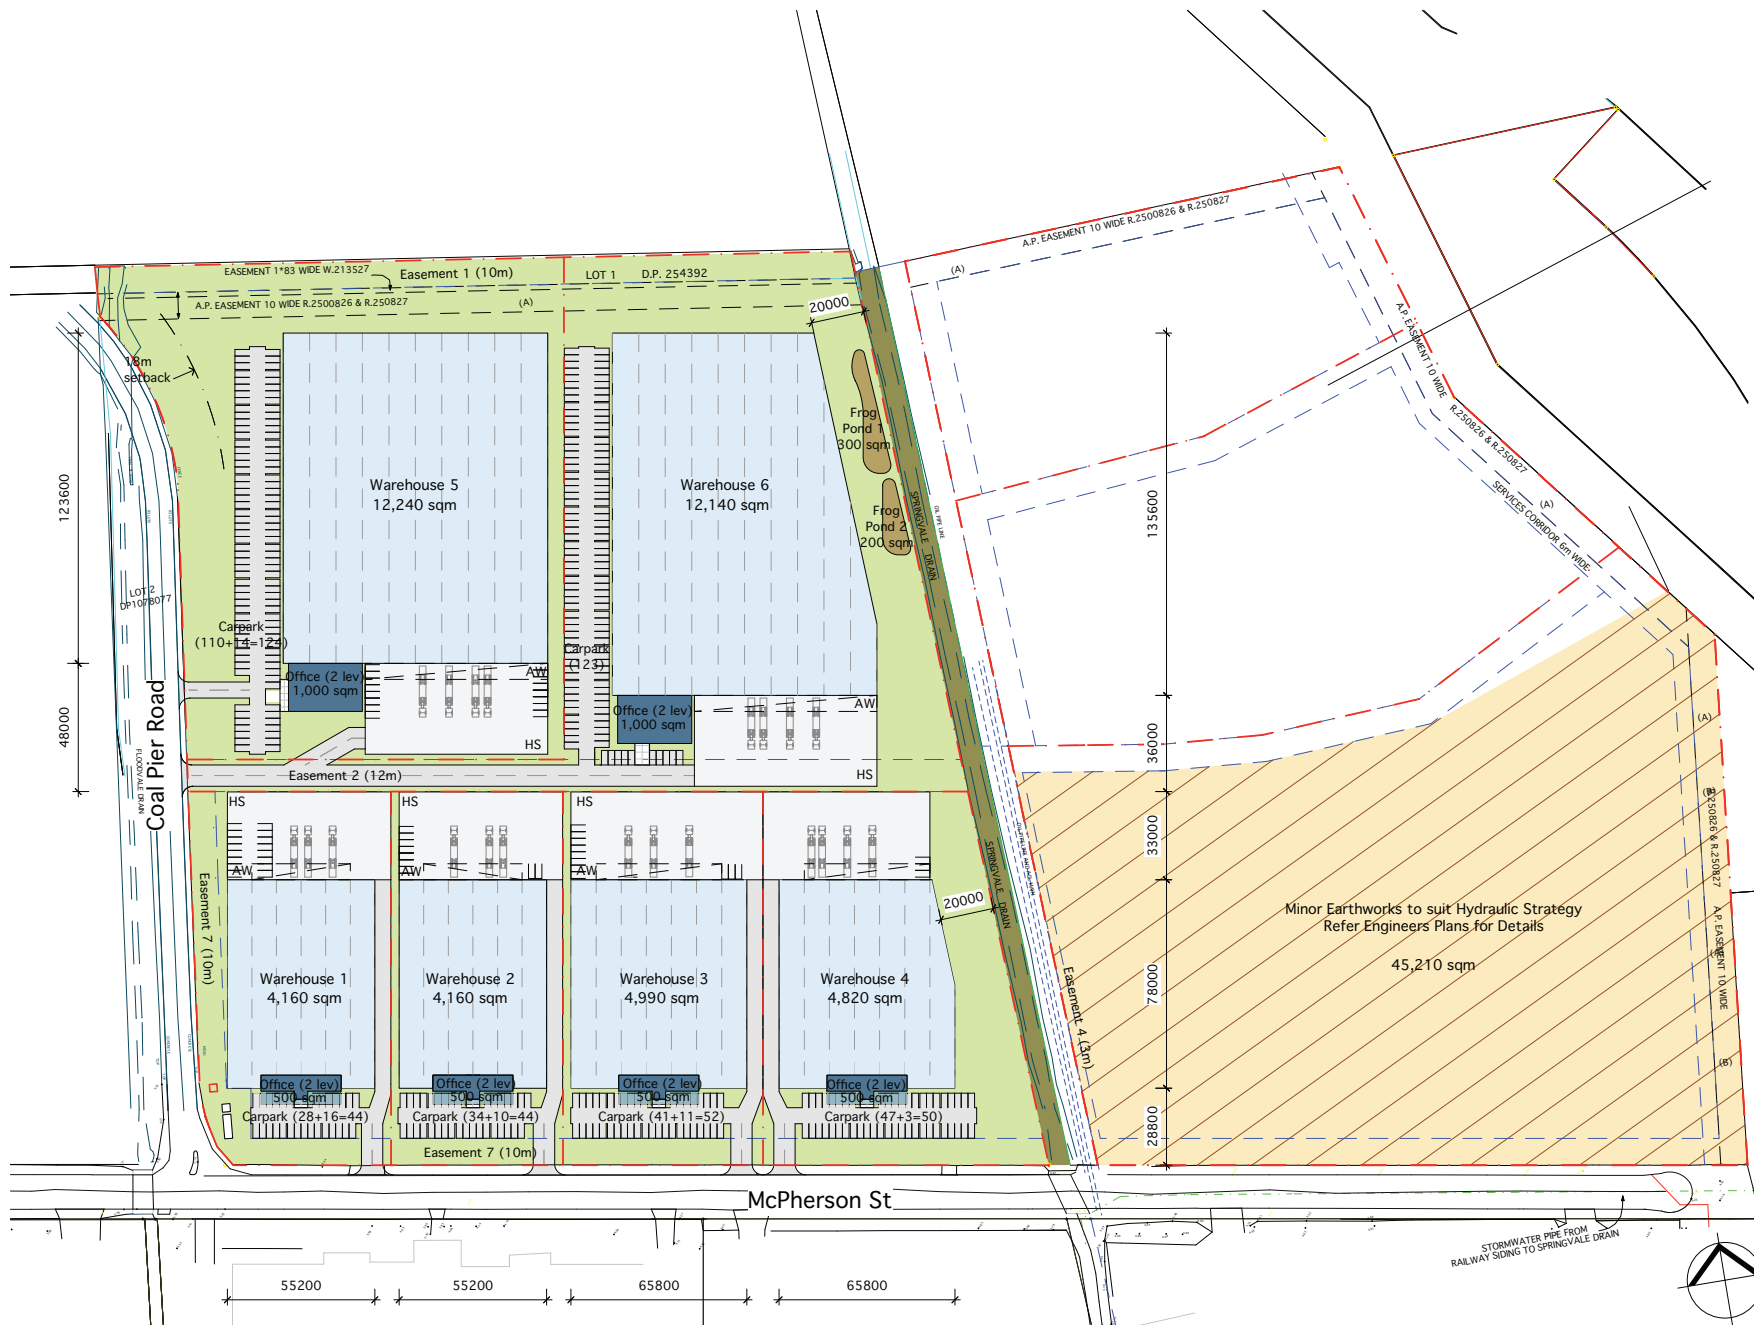 A.P. EASEMENT 10 WIDE R.2500826 & R.250827
(A)
EASEMENT 1*83 WIDE W.213527
Easement 1 (10m)
LOT 1
D.P. 254392
A.P. EASEMENT 10 WIDE R.2500826 & R.250827
(A)
20000
18m
setback
A.P. EASEMENT 10 WIDE
R.250826 & R.250827
SERVICES CORRIDOR 6m WIDE
(A)
Frog
Pond 1
300 sqm
Frog
Pond 2
200 sqm
SPRINGVALE DRAIN
OIL PIPE LINE
Warehouse 5
12,240 sqm
Warehouse 6
12,140 sqm
123600
135600
LOT 2
DP1078077
Carpark
(110+14=124)
Carpark
(123)
Office (2 lev)
1,000 sqm
AW
Office (2 lev)
1,000 sqm
AW
HS
HS
48000
36000
Coal Pier Road
FLOODVALE DRAIN
Easement 2 (12m)
HS
HS
HS
AW
AW
AW
33000
SPRINGVALE DRAIN
20000
Easement 7 (10m)
Warehouse 1
4,160 sqm
Warehouse 2
4,160 sqm
Warehouse 3
4,990 sqm
Warehouse 4
4,820 sqm
Easement 4 (3m)
78000
Minor Earthworks to suit Hydraulic Strategy
Refer Engineers Plans for Details
45,210 sqm
(A)
(B)
R.250826 & R.250827
(A)
A.P. EASEMENT 10 WIDE
(B)
Office (2 lev)
500 sqm
Office (2 lev)
500 sqm
Office (2 lev)
500 sqm
Office (2 lev)
500 sqm
Carpark (28+16=44)
Carpark (34+10=44)
Carpark (41+11=52)
Carpark (47+3=50)
28800
Easement 7 (10m)
McPherson St
STORMWATER PIPE FROM
RAILWAY SIDING TO SPRINGVALE DRAIN
55200
55200
65800
65800